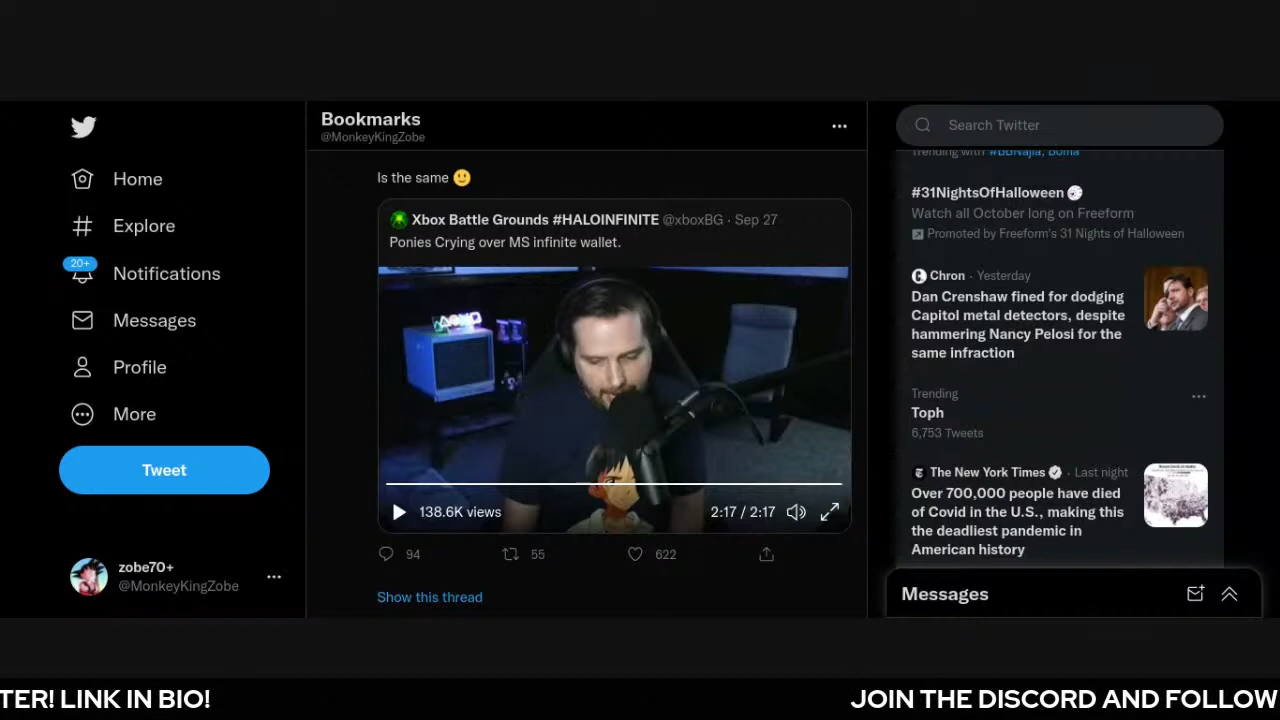 Home
Explore
20+
Notifications
Messages
Profile
More
Tweet
zobe70+
@MonkeyKingZobe
Bookmarks
@MonkeyKingZobe
Is the same 🙂
Xbox Battle Grounds #HALOINFINITE @xboxBG · Sep 27
Ponies Crying over MS infinite wallet.
138.6K views
2:17 / 2:17
94
55
622
Show this thread
Search Twitter
Trending with #BBNaija, Boma
#31NightsOfHalloween
Watch all October long on Freeform
Promoted by Freeform's 31 Nights of Halloween
Chron · Yesterday
Dan Crenshaw fined for dodging
Capitol metal detectors, despite
hammering Nancy Pelosi for the
same infraction
Trending
Toph
6,753 Tweets
The New York Times · Last night
Over 700,000 people have died
of Covid in the U.S., making this
the deadliest pandemic in
American history
Messages
TER! LINK IN BIO!
JOIN THE DISCORD AND FOLLOW